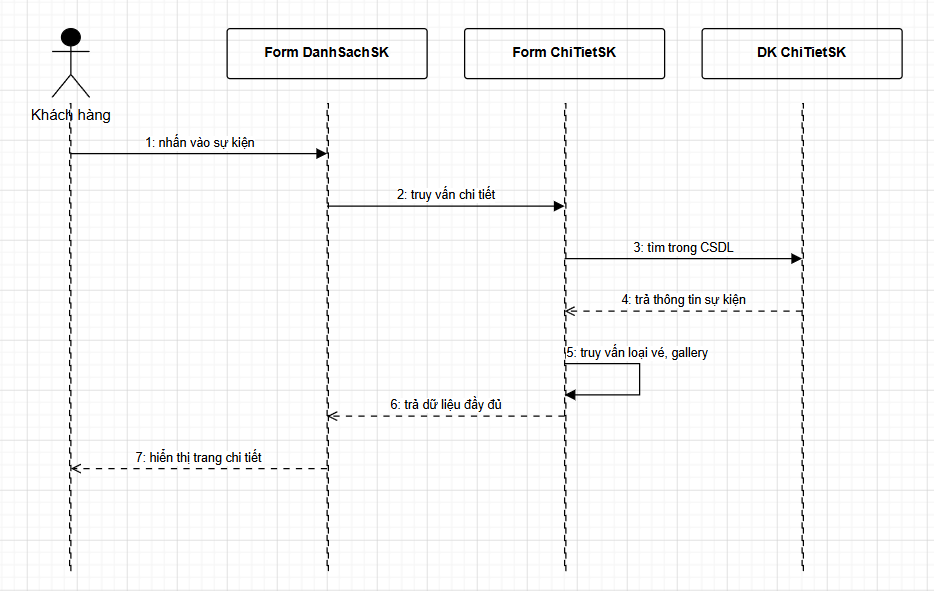 Form DanhSachSK
Form ChiTietSK
DK ChiTietSK
Khách hàng
1: nhấn vào sự kiện
2: truy vấn chi tiết
3: tìm trong CSDL
4: trả thông tin sự kiện
5: truy vấn loại vé, gallery
6: trả dữ liệu đầy đủ
7: hiển thị trang chi tiết